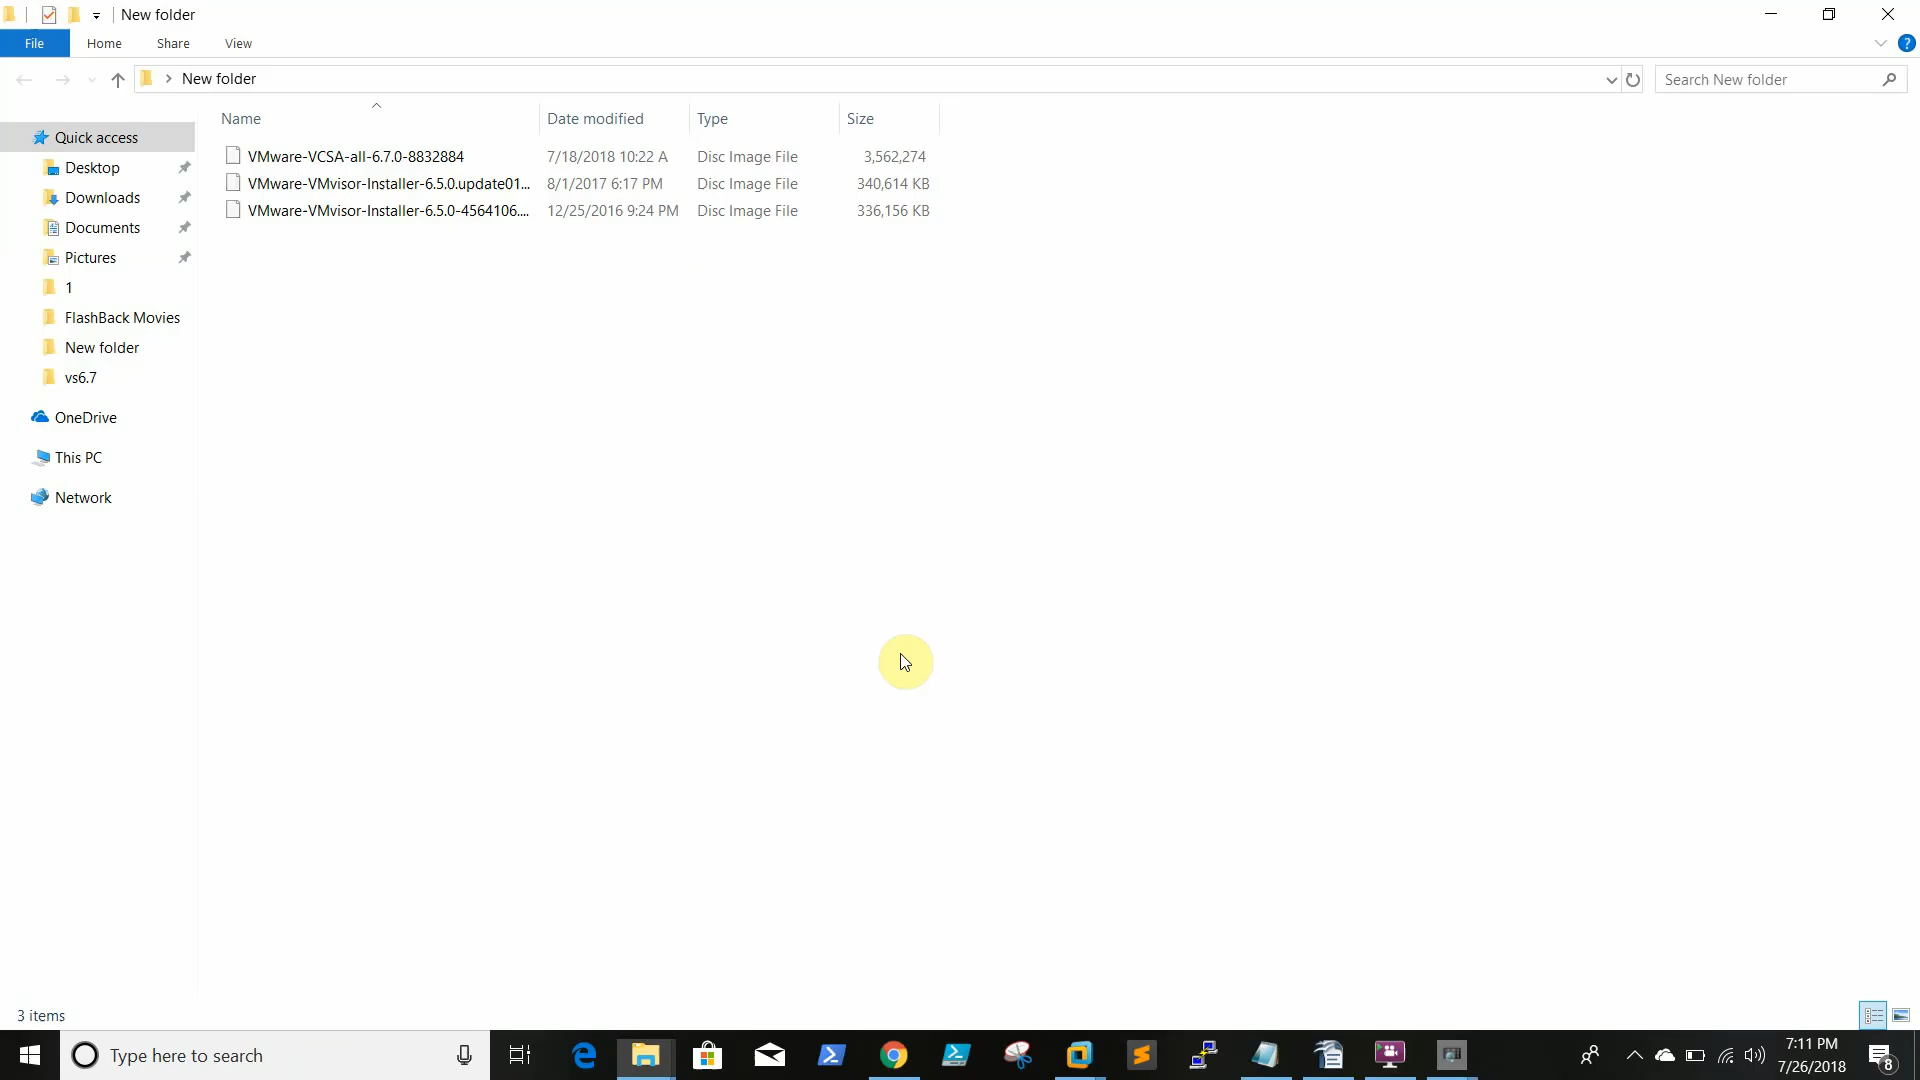 New folder
File Home Share View
New folder
Search New folder
Name Date modified Type Size
Quick access
Desktop
Downloads
Documents
Pictures
1
FlashBack Movies
New folder
vs6.7
OneDrive
This PC
Network
VMware-VCSA-all-6.7.0-8832884 7/18/2018 10:22 A Disc Image File 3,562,274
VMware-VMvisor-Installer-6.5.0.update01... 8/1/2017 6:17 PM Disc Image File 340,614 KB
VMware-VMvisor-Installer-6.5.0-4564106.... 12/25/2016 9:24 PM Disc Image File 336,156 KB
3 items
Type here to search
7:11 PM
7/26/2018
8